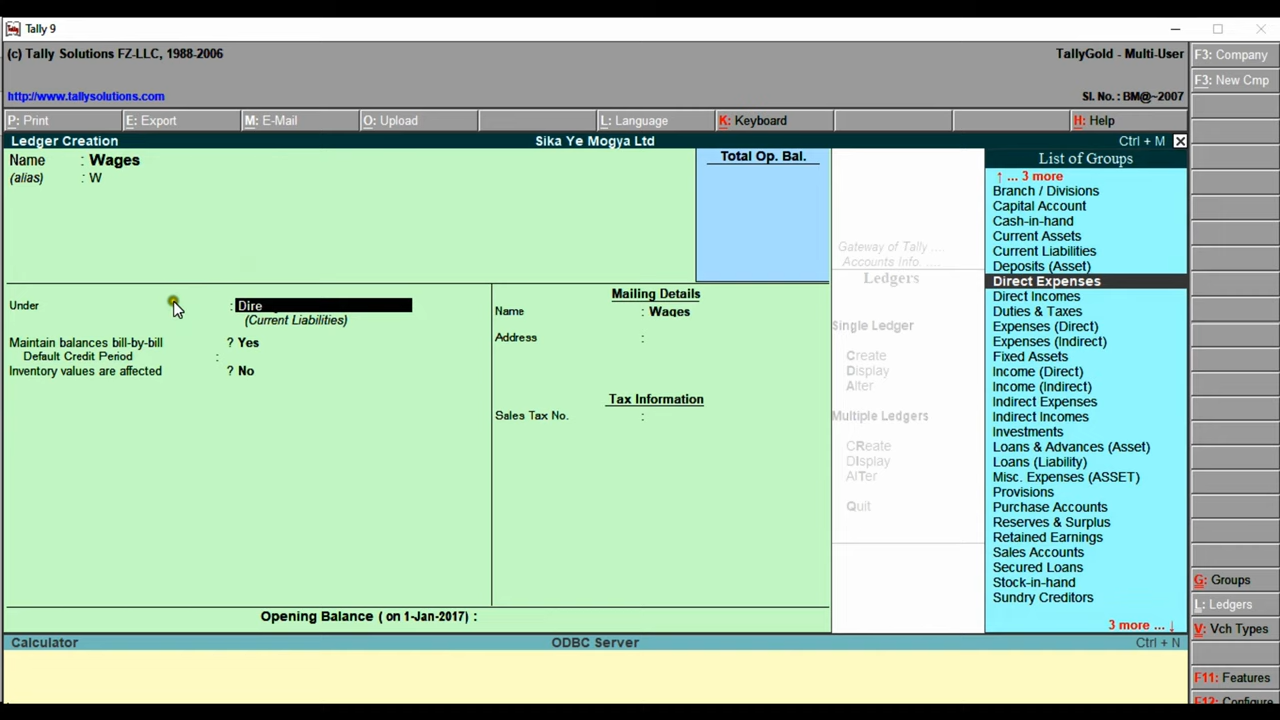 Tally 9
(c) Tally Solutions FZ-LLC, 1988-2006
TallyGold - Multi-User
http://www.tallysolutions.com
Sl. No. : BM@~2007
P: Print
E: Export
M: E-Mail
O: Upload
L: Language
K: Keyboard
H: Help
Ledger Creation
Sika Ye Mogya Ltd
Ctrl + M
Name : Wages
(alias) : W
Total Op. Bal.
Under : Dire
(Current Liabilities)
Maintain balances bill-by-bill ? Yes
Default Credit Period :
Inventory values are affected ? No
Mailing Details
Name : Wages
Address :
Tax Information
Sales Tax No. :
Opening Balance ( on 1-Jan-2017) :
Gateway of Tally ....
Accounts Info. ....
Ledgers
Single Ledger
Create
Display
Alter
Multiple Ledgers
CReate
DIsplay
AlTer
Quit
List of Groups
↑ ... 3 more
Branch / Divisions
Capital Account
Cash-in-hand
Current Assets
Current Liabilities
Deposits (Asset)
Direct Expenses
Direct Incomes
Duties & Taxes
Expenses (Direct)
Expenses (Indirect)
Fixed Assets
Income (Direct)
Income (Indirect)
Indirect Expenses
Indirect Incomes
Investments
Loans & Advances (Asset)
Loans (Liability)
Misc. Expenses (ASSET)
Provisions
Purchase Accounts
Reserves & Surplus
Retained Earnings
Sales Accounts
Secured Loans
Stock-in-hand
Sundry Creditors
3 more ... ↓
F3: Company
F3: New Cmp
G: Groups
L: Ledgers
V: Vch Types
F11: Features
F12: Configure
Calculator
ODBC Server
Ctrl + N